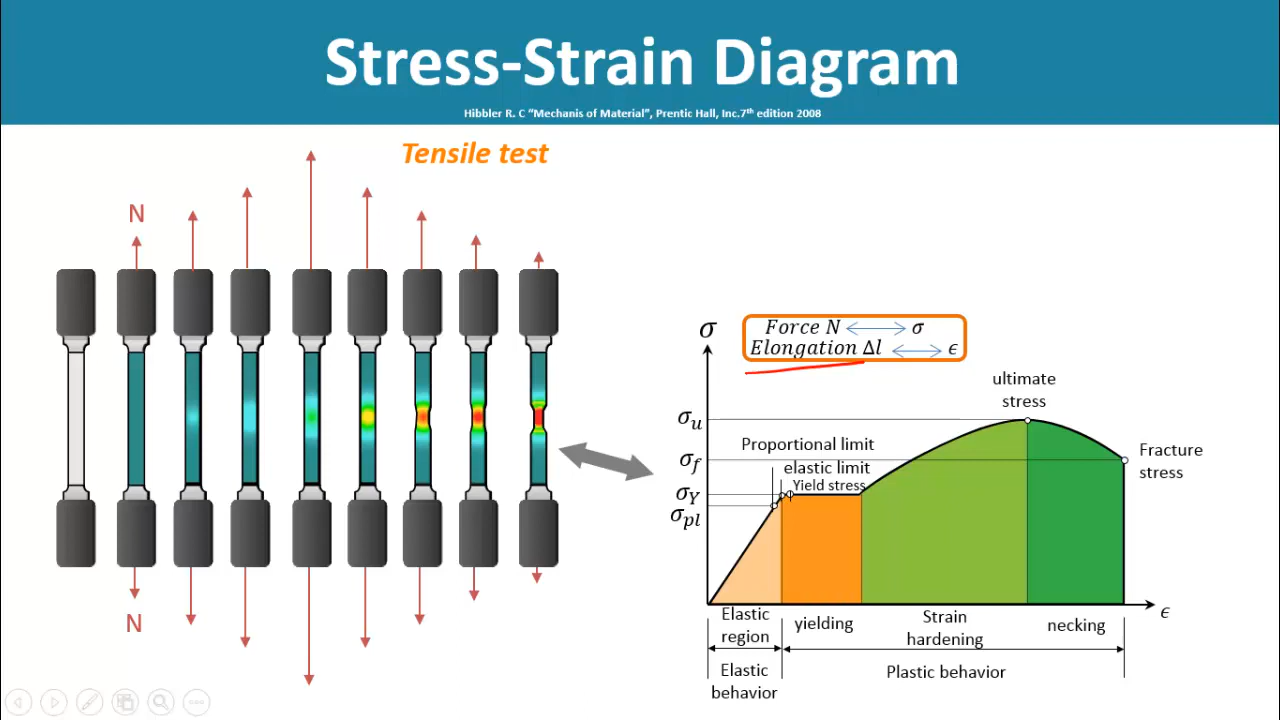 Stress-Strain Diagram
Hibbler R. C “Mechanis of Material”, Prentic Hall, Inc.7th edition 2008
Tensile test
N
N
σ
Force N ⟷ σ
Elongation Δl ⟷ ϵ
ultimate
stress
σu
Proportional limit
σf
Fracture
stress
elastic limit
Yield stress
σY
σpl
ϵ
Elastic
region
yielding
Strain
hardening
necking
Elastic
behavior
Plastic behavior